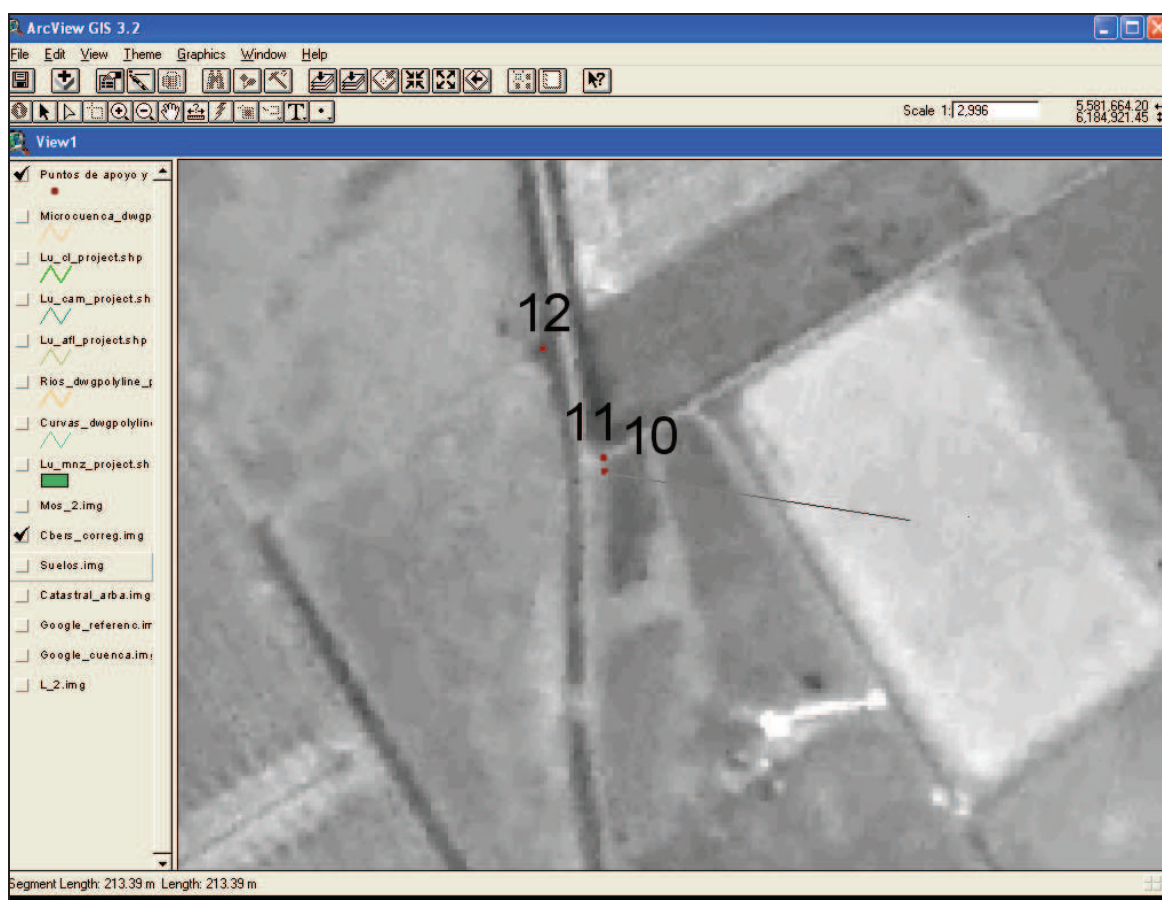 ArcView GIS 3.2
File Edit View Theme Graphics Window Help
Scale 1: 2,996
5,581,664.20
6,184,921.45
View1
Puntos de apoyo y
Microcuenca_dwgp
Lu_cl_project.shp
Lu_cam_project.sh
Lu_afl_project.shp
Rios_dwgpolyline_p
Curvas_dwgpolylin
Lu_mnz_project.sh
Mos_2.img
Cbers_correg.img
Suelos.img
Catastral_arba.img
Google_referenc.im
Google_cuenca.im
L_2.img
12
11 10
Segment Length: 213.39 m Length: 213.39 m